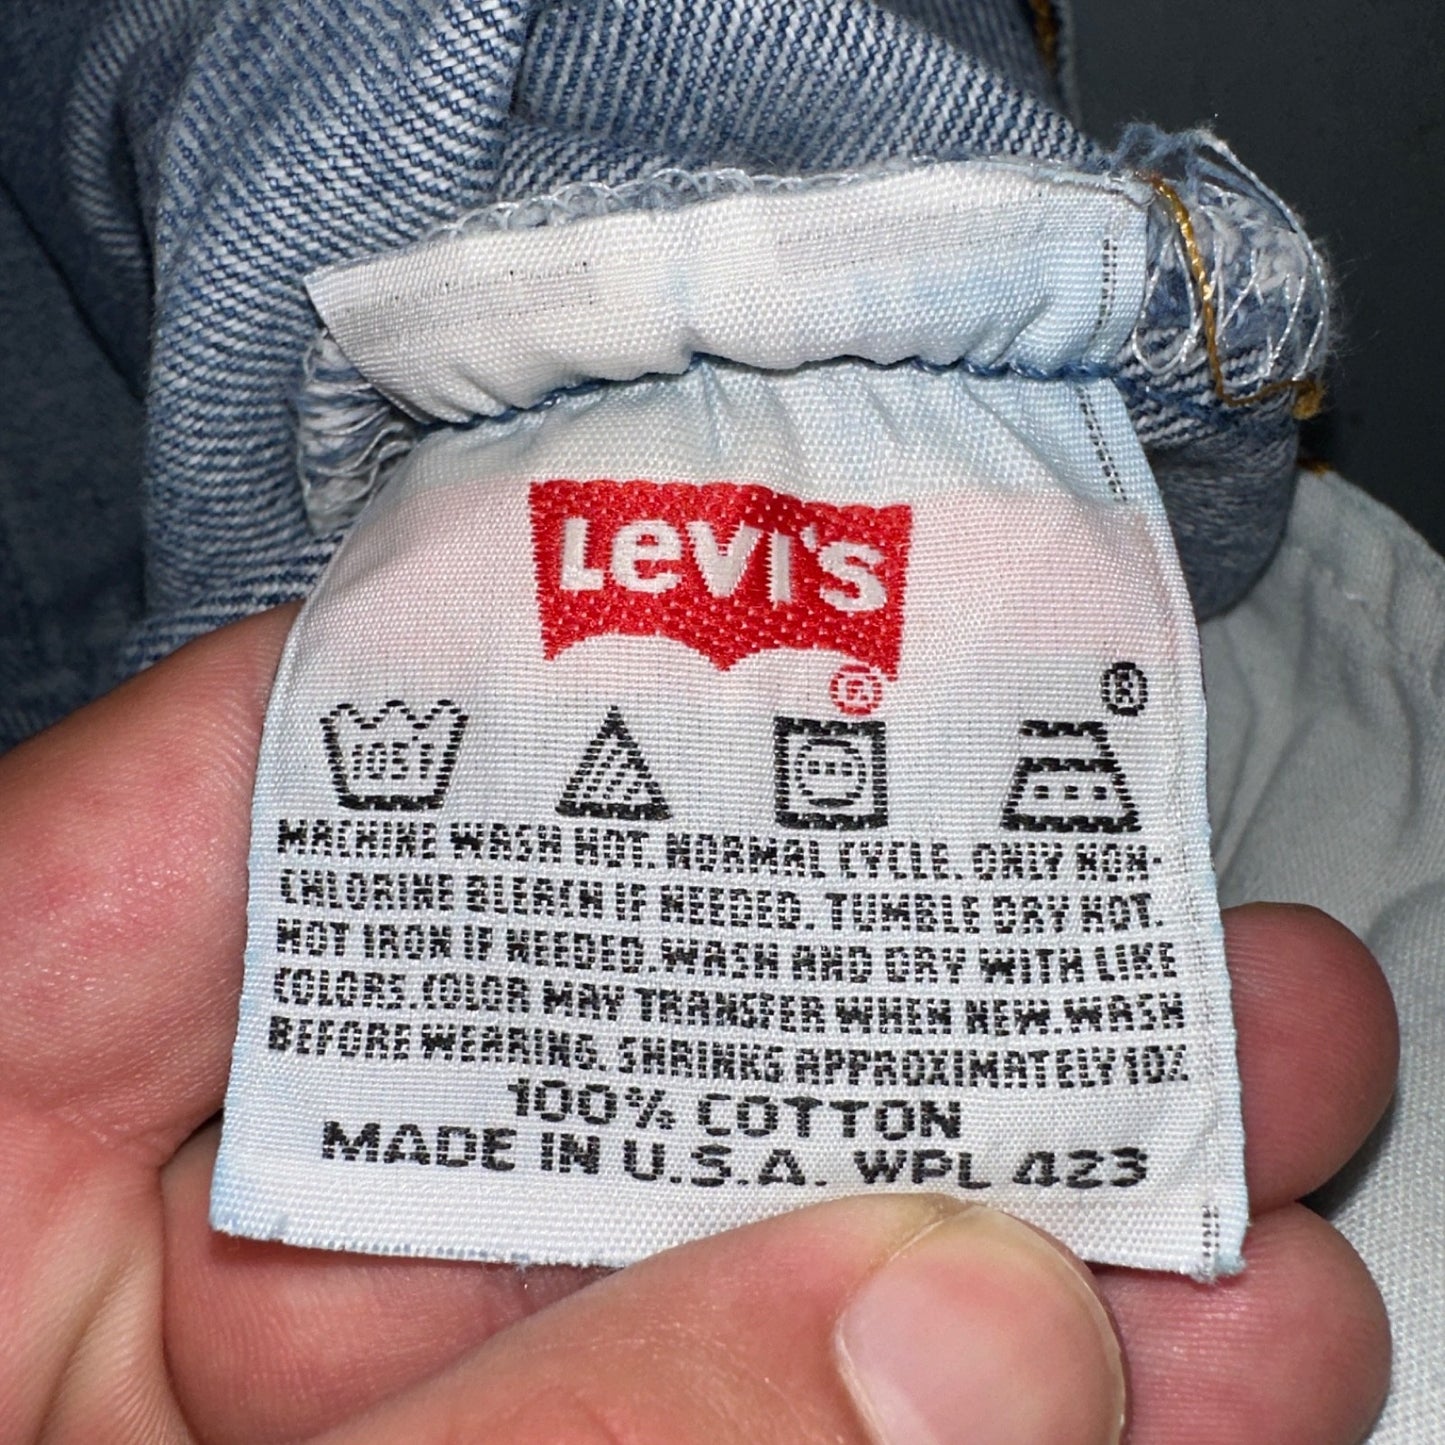 Levi's
®
®
105F
MACHINE WASH HOT. NORMAL CYCLE. ONLY NON-
CHLORINE BLEACH IF NEEDED. TUMBLE DRY HOT.
HOT IRON IF NEEDED. WASH AND DRY WITH LIKE
COLORS. COLOR MAY TRANSFER WHEN NEW. WASH
BEFORE WEARING. SHRINKS APPROXIMATELY 10%
100% COTTON
MADE IN U.S.A. WPL 423